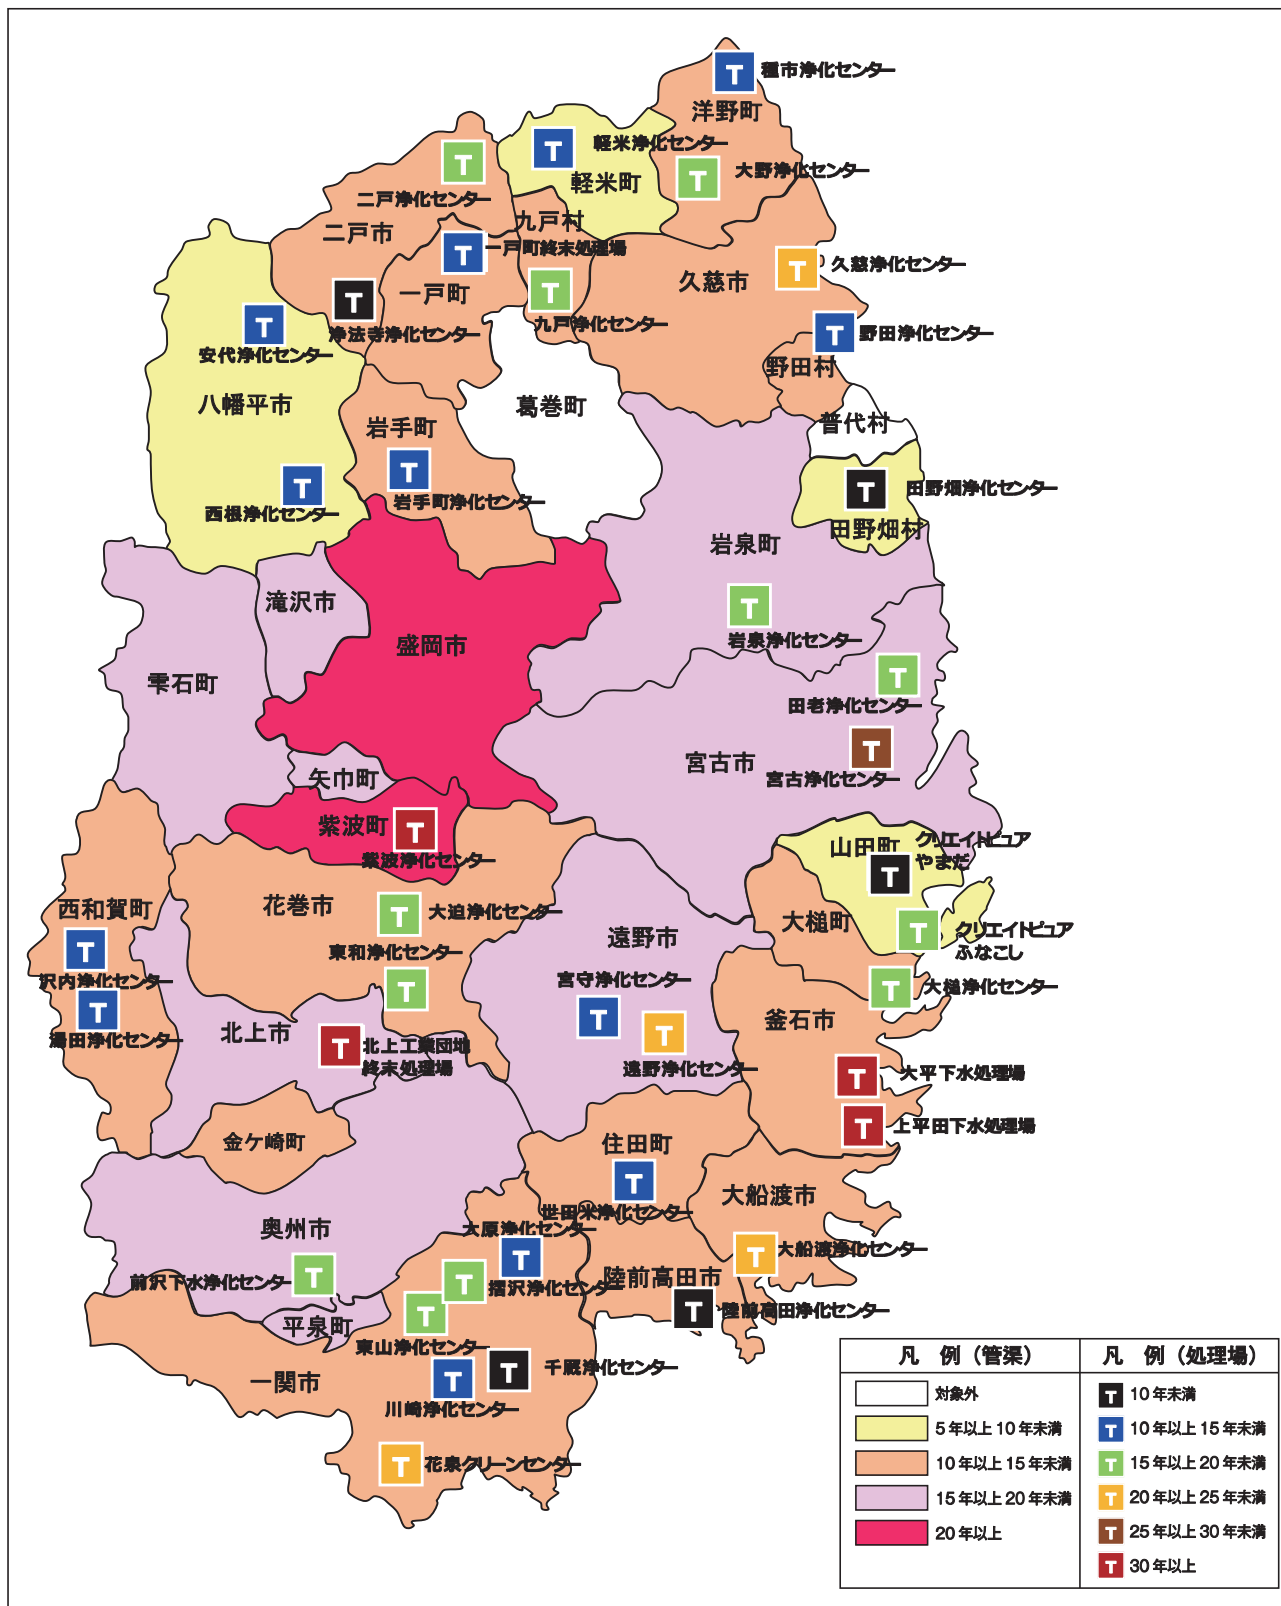 種市浄化センター
洋野町
軽米浄化センター
大野浄化センター
軽米町
二戸浄化センター
九戸村
二戸市
一戸町終末処理場
久慈浄化センター
久慈市
一戸町
九戸浄化センター
浄法寺浄化センター
野田浄化センター
安代浄化センター
野田村
八幡平市
葛巻町
普代村
岩手町
田野畑浄化センター
岩手町浄化センター
西根浄化センター
田野畑村
岩泉町
滝沢市
岩泉浄化センター
盛岡市
雫石町
田老浄化センター
宮古市
矢巾町
宮古浄化センター
紫波町
紫波浄化センター
山田町
クリエイトピュア
やまだ
西和賀町
花巻市
大迫浄化センター
大槌町
クリエイトピュア
ふなこし
東和浄化センター
遠野市
沢内浄化センター
宮守浄化センター
大槌浄化センター
釜石市
湯田浄化センター
北上市
北上工業団地
終末処理場
遠野浄化センター
大平下水処理場
上平田下水処理場
金ケ崎町
住田町
大船渡市
世田米浄化センター
奥州市
大原浄化センター
大船渡浄化センター
前沢下水浄化センター
摺沢浄化センター
陸前高田市
陸前高田浄化センター
平泉町
東山浄化センター
千厩浄化センター
一関市
川崎浄化センター
花泉クリーンセンター
凡 例（管渠）
対象外
5年以上10年未満
10年以上15年未満
15年以上20年未満
20年以上
凡 例（処理場）
T 10年未満
T 10年以上15年未満
T 15年以上20年未満
T 20年以上25年未満
T 25年以上30年未満
T 30年以上